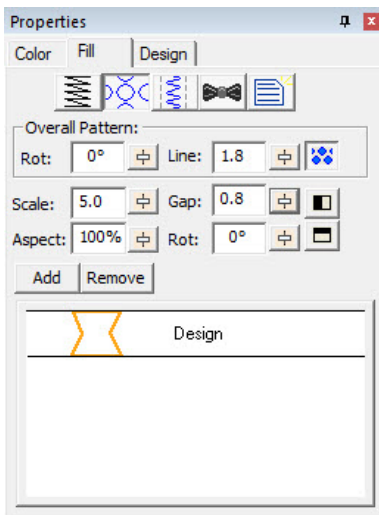 Properties
Color Fill Design
Overall Pattern:
Rot: 0° Line: 1.8
Scale: 5.0 Gap: 0.8
Aspect: 100% Rot: 0°
Add Remove
Design